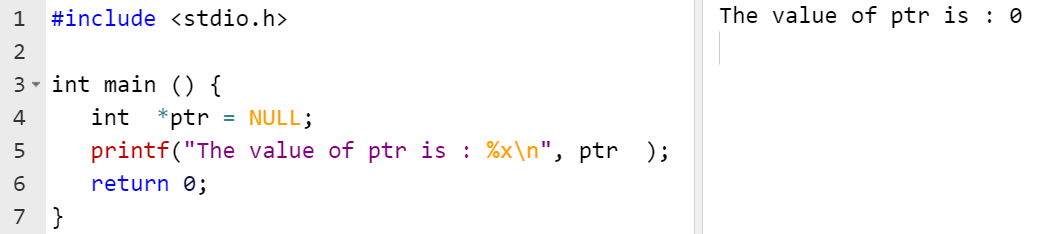 1 #include <stdio.h>
2
3 int main () {
4    int  *ptr = NULL;
5    printf("The value of ptr is : %x\n", ptr  );
6    return 0;
7 }
The value of ptr is : 0